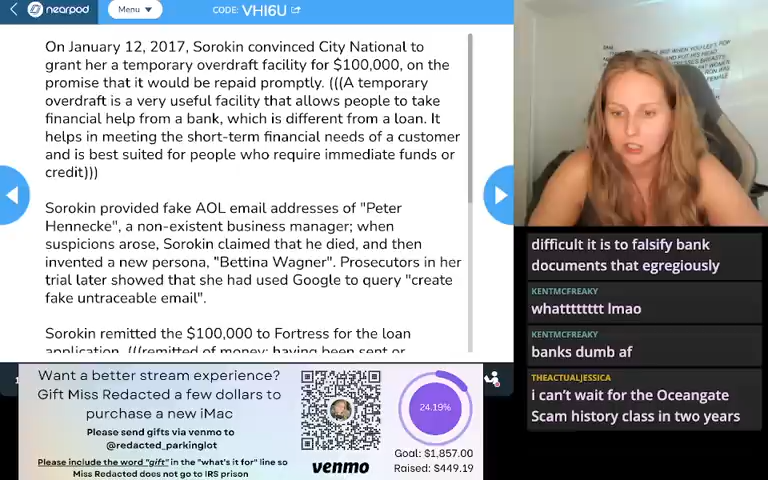 nearpod
Menu
CODE: VHI6U
On January 12, 2017, Sorokin convinced City National to
grant her a temporary overdraft facility for $100,000, on the
promise that it would be repaid promptly. (((A temporary
overdraft is a very useful facility that allows people to take
financial help from a bank, which is different from a loan. It
helps in meeting the short-term financial needs of a customer
and is best suited for people who require immediate funds or
credit)))
Sorokin provided fake AOL email addresses of "Peter
Hennecke", a non-existent business manager; when
suspicions arose, Sorokin claimed that he died, and then
invented a new persona, "Bettina Wagner". Prosecutors in her
trial later showed that she had used Google to query "create
fake untraceable email".
Sorokin remitted the $100,000 to Fortress for the loan
application. (((remitted of money: having been sent or
difficult it is to falsify bank
documents that egregiously
KENTMCFREAKY
whatttttttt lmao
KENTMCFREAKY
banks dumb af
THEACTUALJESSICA
i can't wait for the Oceangate
Scam history class in two years
Want a better stream experience?
Gift Miss Redacted a few dollars to
purchase a new iMac
Please send gifts via venmo to
@redacted_parkinglot
Please include the word "gift" in the "what's it for" line so
Miss Redacted does not go to IRS prison
venmo
24.19%
Goal: $1,857.00
Raised: $449.19